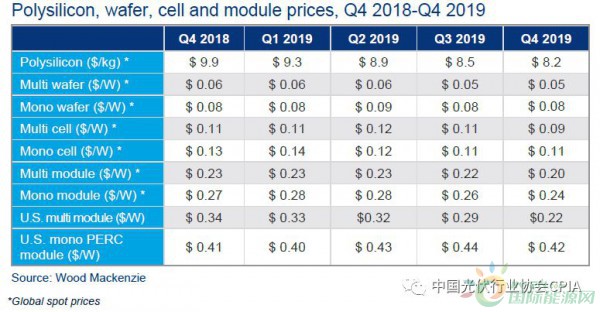 Polysilicon, wafer, cell and module prices, Q4 2018-Q4 2019
Q4 2018 Q1 2019 Q2 2019 Q3 2019 Q4 2019
Polysilicon ($/kg) * $ 9.9 $ 9.3 $ 8.9 $ 8.5 $ 8.2
Multi wafer ($/W) * $ 0.06 $ 0.06 $ 0.06 $ 0.05 $ 0.05
Mono wafer ($/W) * $ 0.08 $ 0.08 $ 0.09 $ 0.08 $ 0.08
Multi cell ($/W) * $ 0.11 $ 0.11 $ 0.12 $ 0.11 $ 0.09
Mono cell ($/W) * $ 0.13 $ 0.14 $ 0.12 $ 0.11 $ 0.11
Multi module ($/W) * $ 0.23 $ 0.23 $ 0.23 $ 0.22 $ 0.20
Mono module ($/W) * $ 0.27 $ 0.28 $ 0.28 $ 0.26 $ 0.24
U.S. multi module ($/W) $ 0.34 $ 0.33 $0.32 $ 0.29 $0.22
U.S. mono PERC
module ($/W) $ 0.41 $ 0.40 $ 0.43 $ 0.44 $ 0.42
Source: Wood Mackenzie
中国光伏行业协会CPIA
国际能源网
*Global spot prices